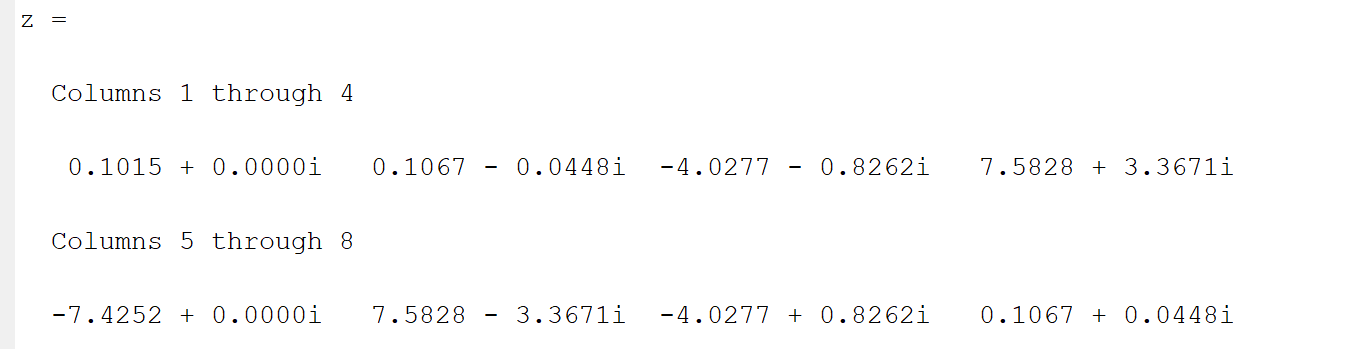 z =
Columns 1 through 4
0.1015 + 0.0000i   0.1067 - 0.0448i  -4.0277 - 0.8262i   7.5828 + 3.3671i
Columns 5 through 8
-7.4252 + 0.0000i   7.5828 - 3.3671i  -4.0277 + 0.8262i   0.1067 + 0.0448i